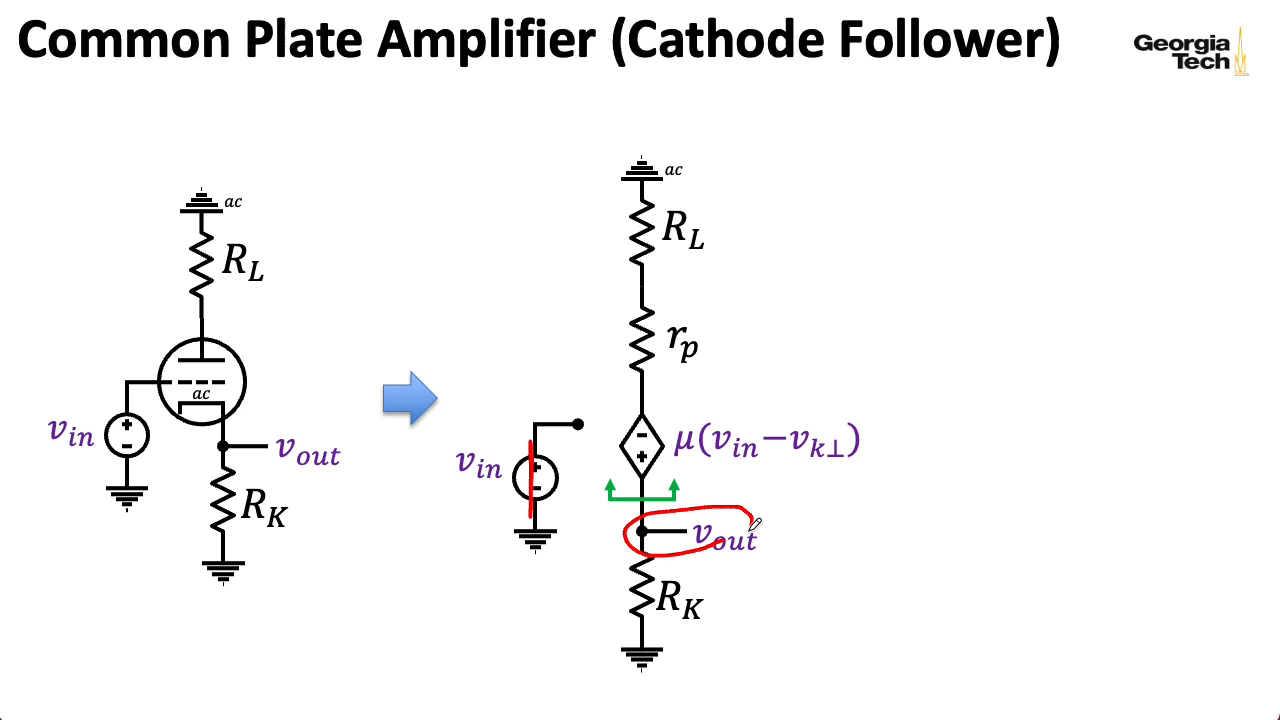 Common Plate Amplifier (Cathode Follower)
Georgia
Tech
ac
R_L
ac
v_in
v_out
R_K
ac
R_L
r_p
μ(v_in−v_k⊥)
v_in
v_out
R_K